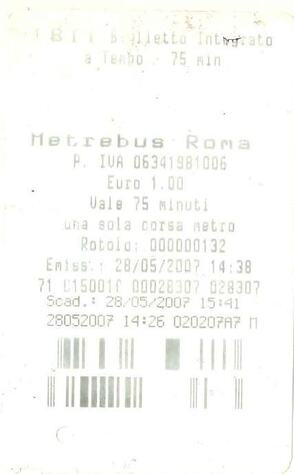 BIT Biglietto Integrato
a Tempo - 75 min
Metrebus Roma
P. IVA 06341981006
Euro 1.00
Vale 75 minuti
una sola corsa metro
Rotolo: 000000132
Emiss.: 28/05/2007 14:38
71 C150010 00028307 028307
Scad.: 28/05/2007 15:41
28052007 14:26 020207A7 M